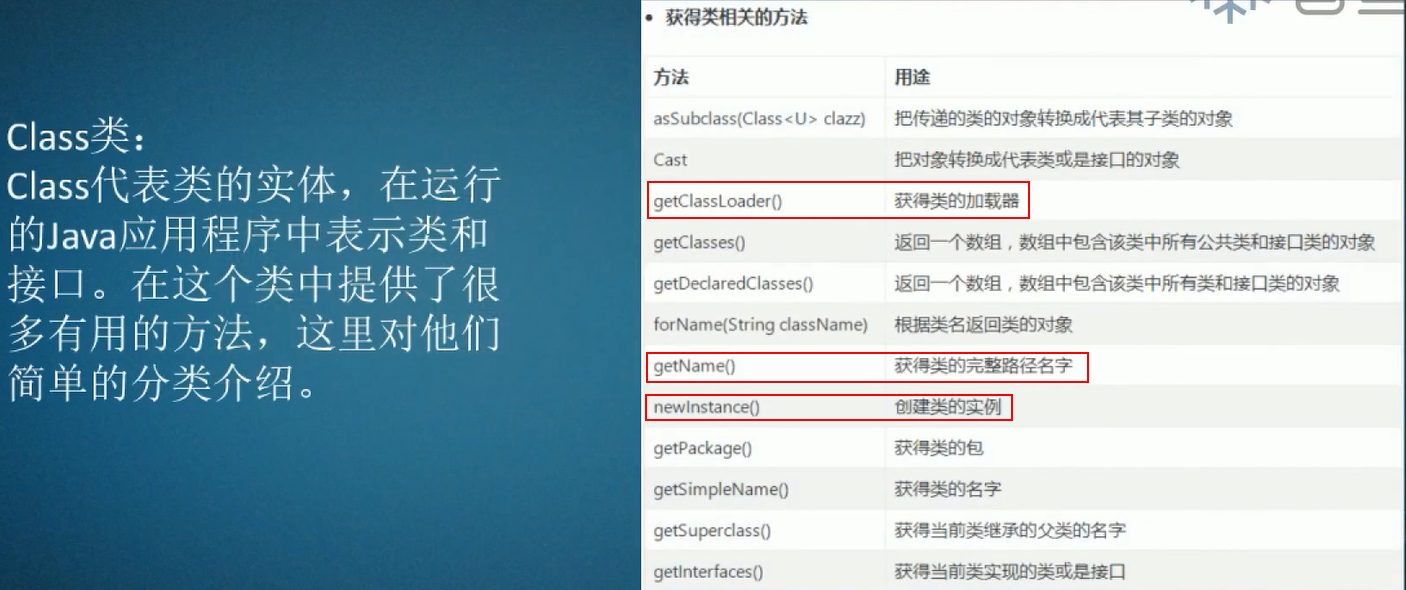 Class类：
Class代表类的实体，在运行
的Java应用程序中表示类和
接口。在这个类中提供了很
多有用的方法，这里对他们
简单的分类介绍。
• 获得类相关的方法
方法 用途
asSubclass(Class<U> clazz) 把传递的类的对象转换成代表其子类的对象
Cast 把对象转换成代表类或是接口的对象
getClassLoader() 获得类的加载器
getClasses() 返回一个数组，数组中包含该类中所有公共类和接口类的对象
getDeclaredClasses() 返回一个数组，数组中包含该类中所有类和接口类的对象
forName(String className) 根据类名返回类的对象
getName() 获得类的完整路径名字
newInstance() 创建类的实例
getPackage() 获得类的包
getSimpleName() 获得类的名字
getSuperclass() 获得当前类继承的父类的名字
getInterfaces() 获得当前类实现的类或是接口